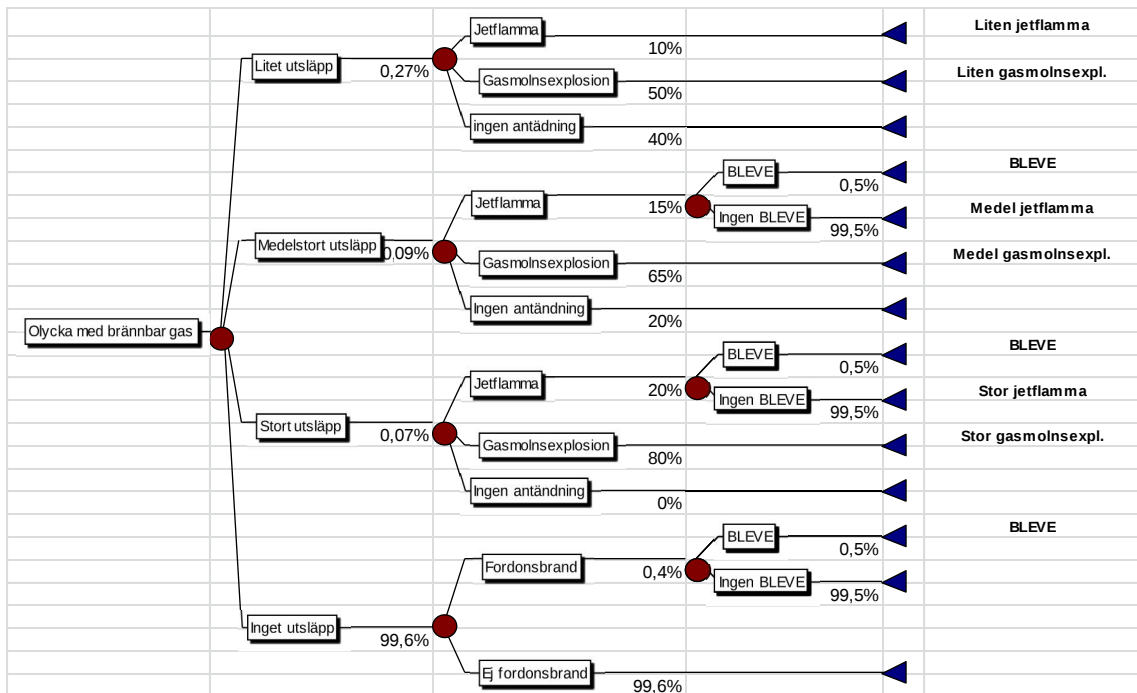 Jetflamma
10%
Liten jetflamma
Litet utsläpp
0,27%
Gasmolnsexplosion
50%
Liten gasmolnsexpl.
ingen antädning
40%
BLEVE
0,5%
BLEVE
Jetflamma
15%
Ingen BLEVE
99,5%
Medel jetflamma
Medelstort utsläpp
0,09%
Gasmolnsexplosion
65%
Medel gasmolnsexpl.
Ingen antändning
20%
Olycka med brännbar gas
BLEVE
0,5%
BLEVE
Jetflamma
20%
Ingen BLEVE
99,5%
Stor jetflamma
Stort utsläpp
0,07%
Gasmolnsexplosion
80%
Stor gasmolnsexpl.
Ingen antändning
0%
BLEVE
0,5%
BLEVE
Fordonsbrand
0,4%
Ingen BLEVE
99,5%
Inget utsläpp
99,6%
Ej fordonsbrand
99,6%